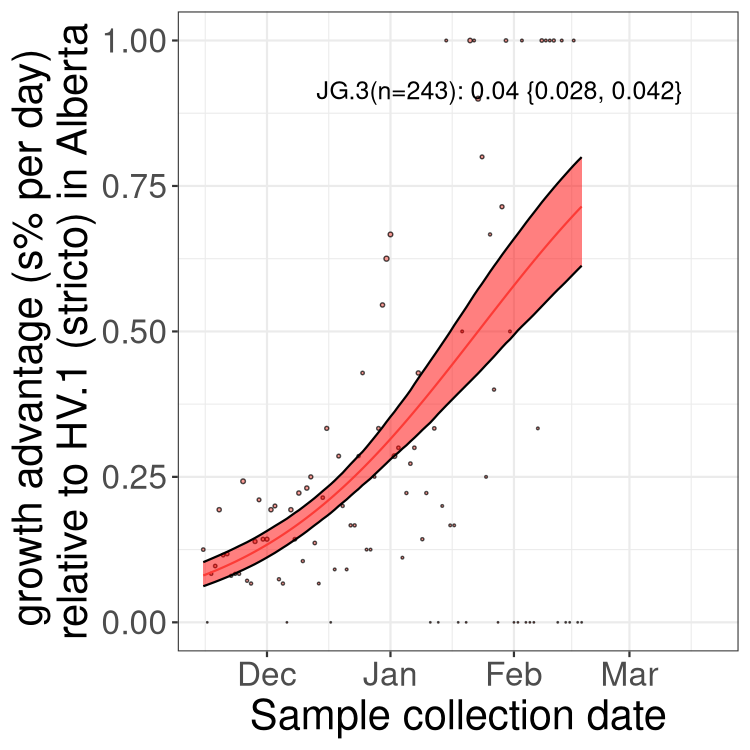 growth advantage (s% per day)
relative to HV.1 (stricto) in Alberta
1.00
0.75
0.50
0.25
0.00
JG.3(n=243): 0.04 {0.028, 0.042}
Dec Jan Feb Mar
Sample collection date